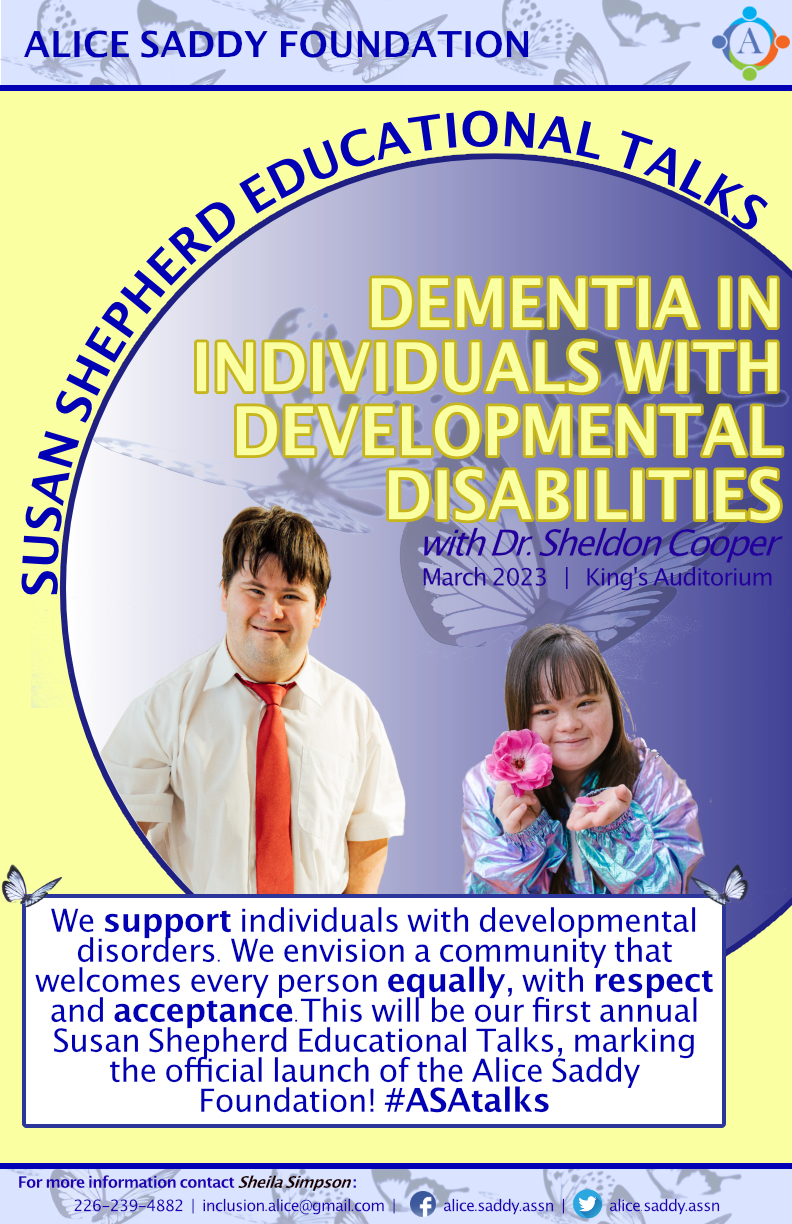 ALICE SADDY FOUNDATION
A
SUSAN SHEPHERD EDUCATIONAL TALKS
DEMENTIA IN
INDIVIDUALS WITH
DEVELOPMENTAL
DISABILITIES
with Dr. Sheldon Cooper
March 2023 | King's Auditorium
We support individuals with developmental
disorders. We envision a community that
welcomes every person equally, with respect
and acceptance.This will be our first annual
Susan Shepherd Educational Talks, marking
the official launch of the Alice Saddy
Foundation! #ASAtalks
For more information contact Sheila Simpson:
226-239-4882 | inclusion.alice@gmail.com | alice.saddy.assn | alice.saddy.assn